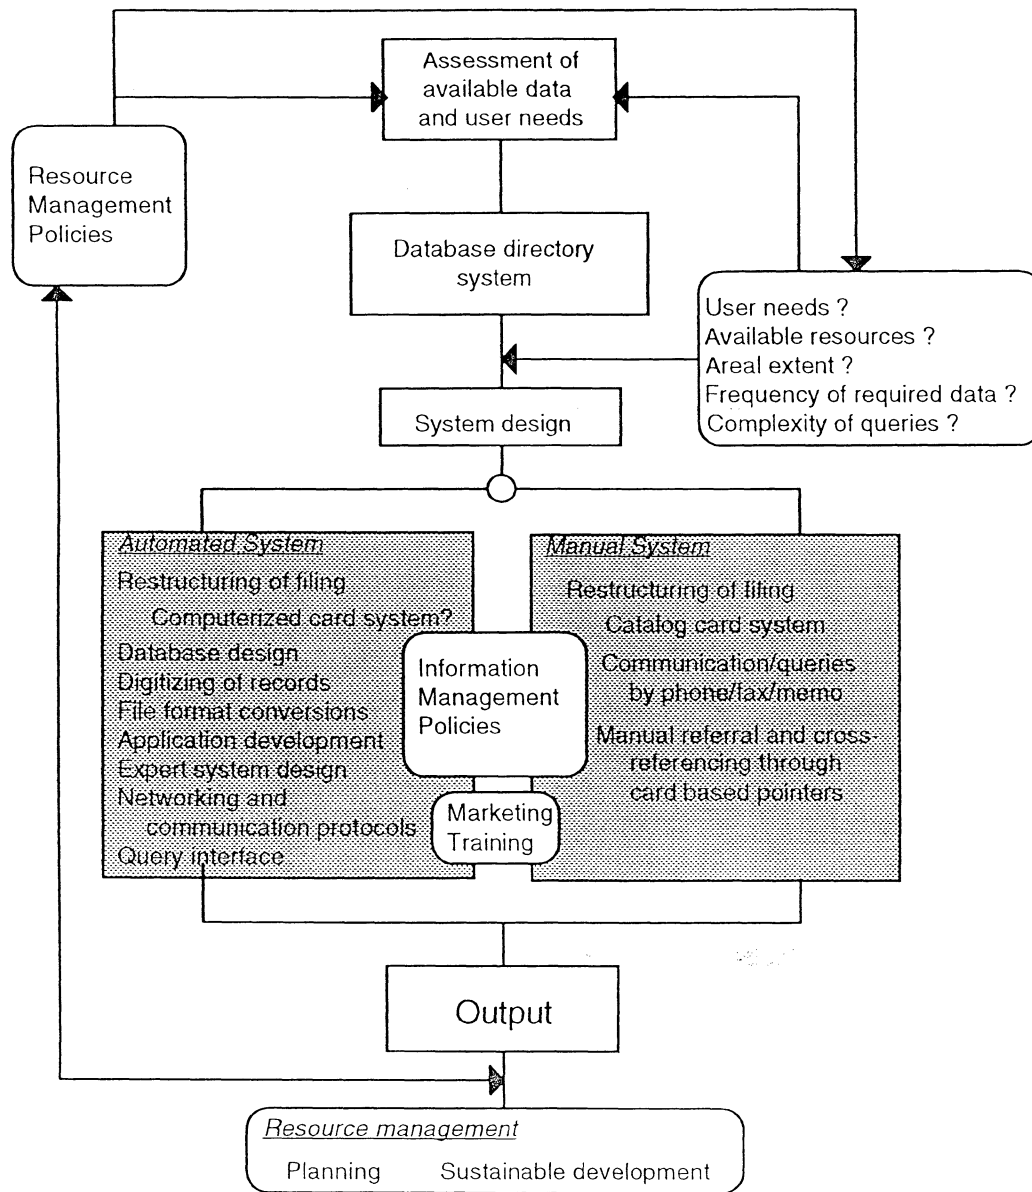 Assessment of
available data
and user needs
Resource
Management
Policies
Database directory
system
User needs ?
Available resources ?
Areal extent ?
Frequency of required data ?
Complexity of queries ?
System design
Automated System
Restructuring of filing
Computerized card system?
Database design
Digitizing of records
File format conversions
Application development
Expert system design
Networking and
communication protocols
Query interface
Information
Management
Policies
Marketing
Training
Manual System
Restructuring of filing
Catalog card system
Communication/queries
by phone/fax/memo
Manual referral and cross-
referencing through
card based pointers
Output
Resource management
Planning Sustainable development